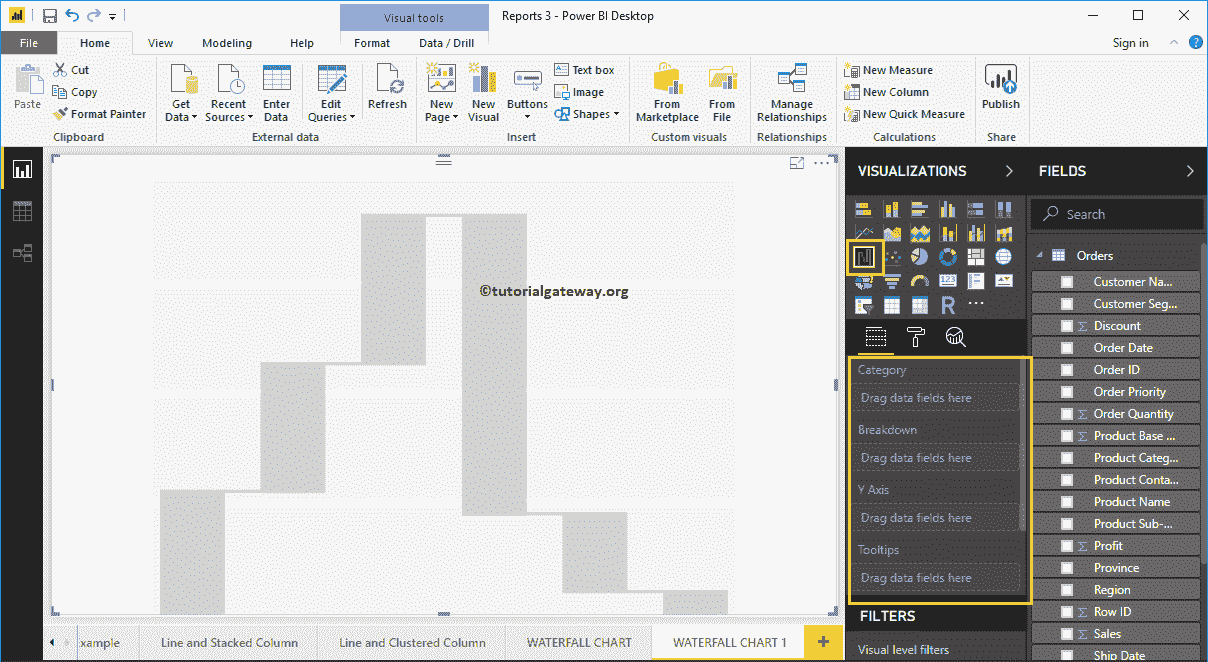 Visual tools
Reports 3 - Power BI Desktop
File
Home
View
Modeling
Help
Format
Data / Drill
Sign in
?
Paste
Cut
Copy
Format Painter
Clipboard
Get Data
Recent Sources
Enter Data
Edit Queries
Refresh
External data
New Page
New Visual
Buttons
Text box
Image
Shapes
Insert
From Marketplace
From File
Custom visuals
Manage Relationships
Relationships
New Measure
New Column
New Quick Measure
Calculations
Publish
Share
©tutorialgateway.org
VISUALIZATIONS
123
R
Category
Drag data fields here
Breakdown
Drag data fields here
Y Axis
Drag data fields here
Tooltips
Drag data fields here
FILTERS
Visual level filters
FIELDS
Search
Orders
Customer Na...
Customer Seg...
Σ Discount
Order Date
Order ID
Order Priority
Σ Order Quantity
Σ Product Base ...
Product Categ...
Product Conta...
Product Name
Product Sub-...
Σ Profit
Province
Region
Σ Row ID
Σ Sales
Ship Date
xample
Line and Stacked Column
Line and Clustered Column
WATERFALL CHART
WATERFALL CHART 1
+